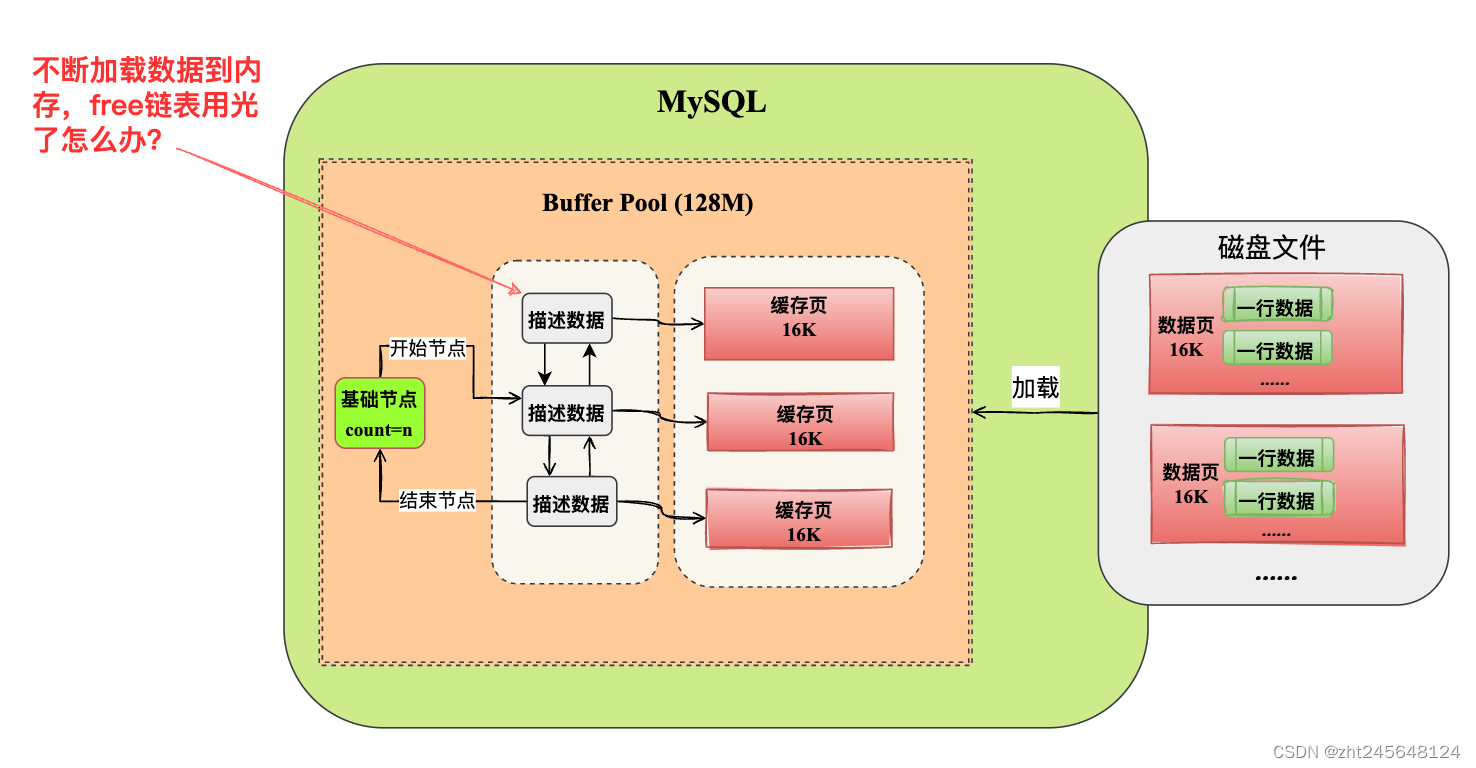 不断加载数据到内
存，free链表用光
了怎么办？
MySQL
Buffer Pool (128M)
描述数据
描述数据
描述数据
开始节点
基础节点
count=n
结束节点
缓存页
16K
缓存页
16K
缓存页
16K
加载
磁盘文件
数据页
16K
一行数据
一行数据
......
数据页
16K
一行数据
一行数据
......
......
CSDN @zht245648124